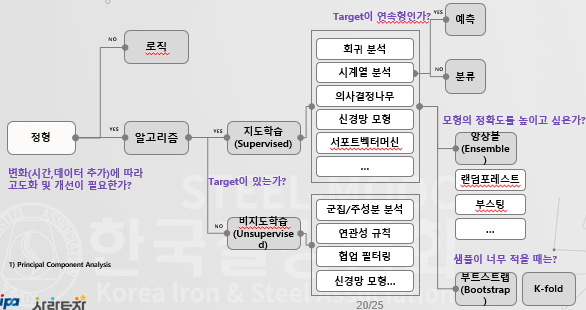 Target이 연속형인가?
YES
예측
NO
로직
회귀 분석
시계열 분석
NO
분류
의사결정나무
신경망 모형
서포트벡터머신
...
모형의 정확도를 높이고 싶은가?
정형
YES
알고리즘
YES
지도학습
(Supervised)
앙상블
(Ensemble
)
랜덤포레스트
부스팅
...
변화(시간,데이터 추가)에 따라
고도화 및 개선이 필요한가?
Target이 있는가?
NO
비지도학습
(Unsupervise
d)
군집/주성분 분석
연관성 규칙
협업 필터링
신경망 모형...
샘플이 너무 적을 때는?
부트스트랩
(Bootstrap
)
K-fold
1) Principal Component Analysis
STEEL MOOC
Korea Iron & Steel
20/25